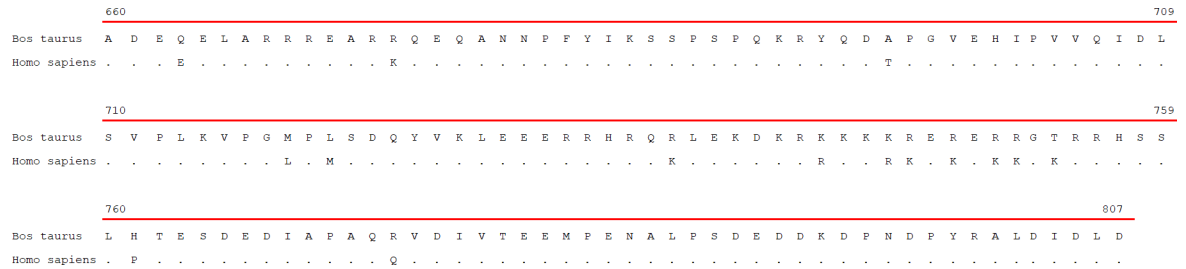 660 709
Bos taurus A D E Q E L A R R R E A R R Q E Q A N N P F Y I K S S P S P Q K R Y Q D A P G V E H I P V V Q I D L
Homo sapiens . . . E . . . . . . . . . K . . . . . . . . . . . . . . . . . . . . . . T . . . . . . . . . . . . .
710 759
Bos taurus S V P L K V P G M P L S D Q Y V K L E E E R R H R Q R L E K D K R K K K K R E R E R R G T R R H S S
Homo sapiens . . . . . . . . L . M . . . . . . . . . . . . . . . K . . . . . . R . . R K . K . K K . K . . . . .
760 807
Bos taurus L H T E S D E D I A P A Q R V D I V T E E M P E N A L P S D E D D K D P N D P Y R A L D I D L D
Homo sapiens . P . . . . . . . . . . . Q . . . . . . . . . . . . . . . . . . . . . . . . . . . . . . . . . .